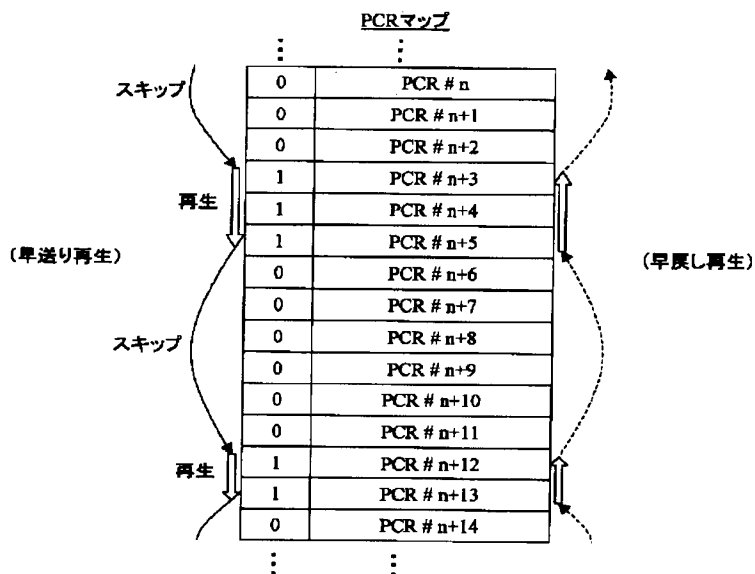 PCRマップ
スキップ
0 PCR # n
0 PCR # n+1
0 PCR # n+2
再生
1 PCR # n+3
1 PCR # n+4
1 PCR # n+5
(早送り再生)
(早戻し再生)
0 PCR # n+6
0 PCR # n+7
スキップ
0 PCR # n+8
0 PCR # n+9
0 PCR # n+10
0 PCR # n+11
再生
1 PCR # n+12
1 PCR # n+13
0 PCR # n+14